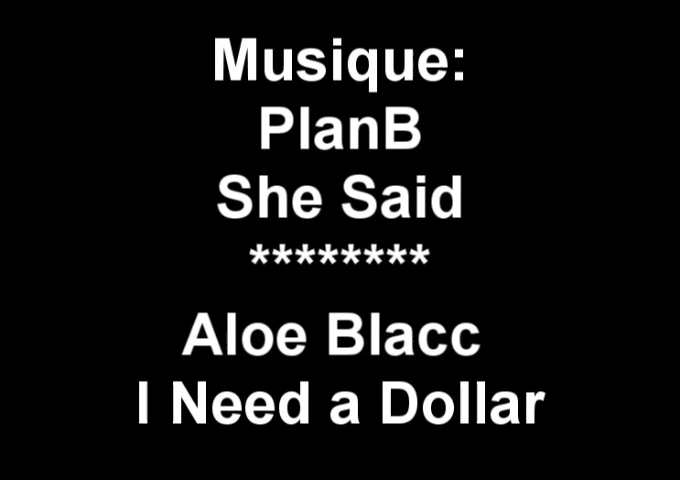 Musique:
PlanB
She Said
********
Aloe Blacc
I Need a Dollar